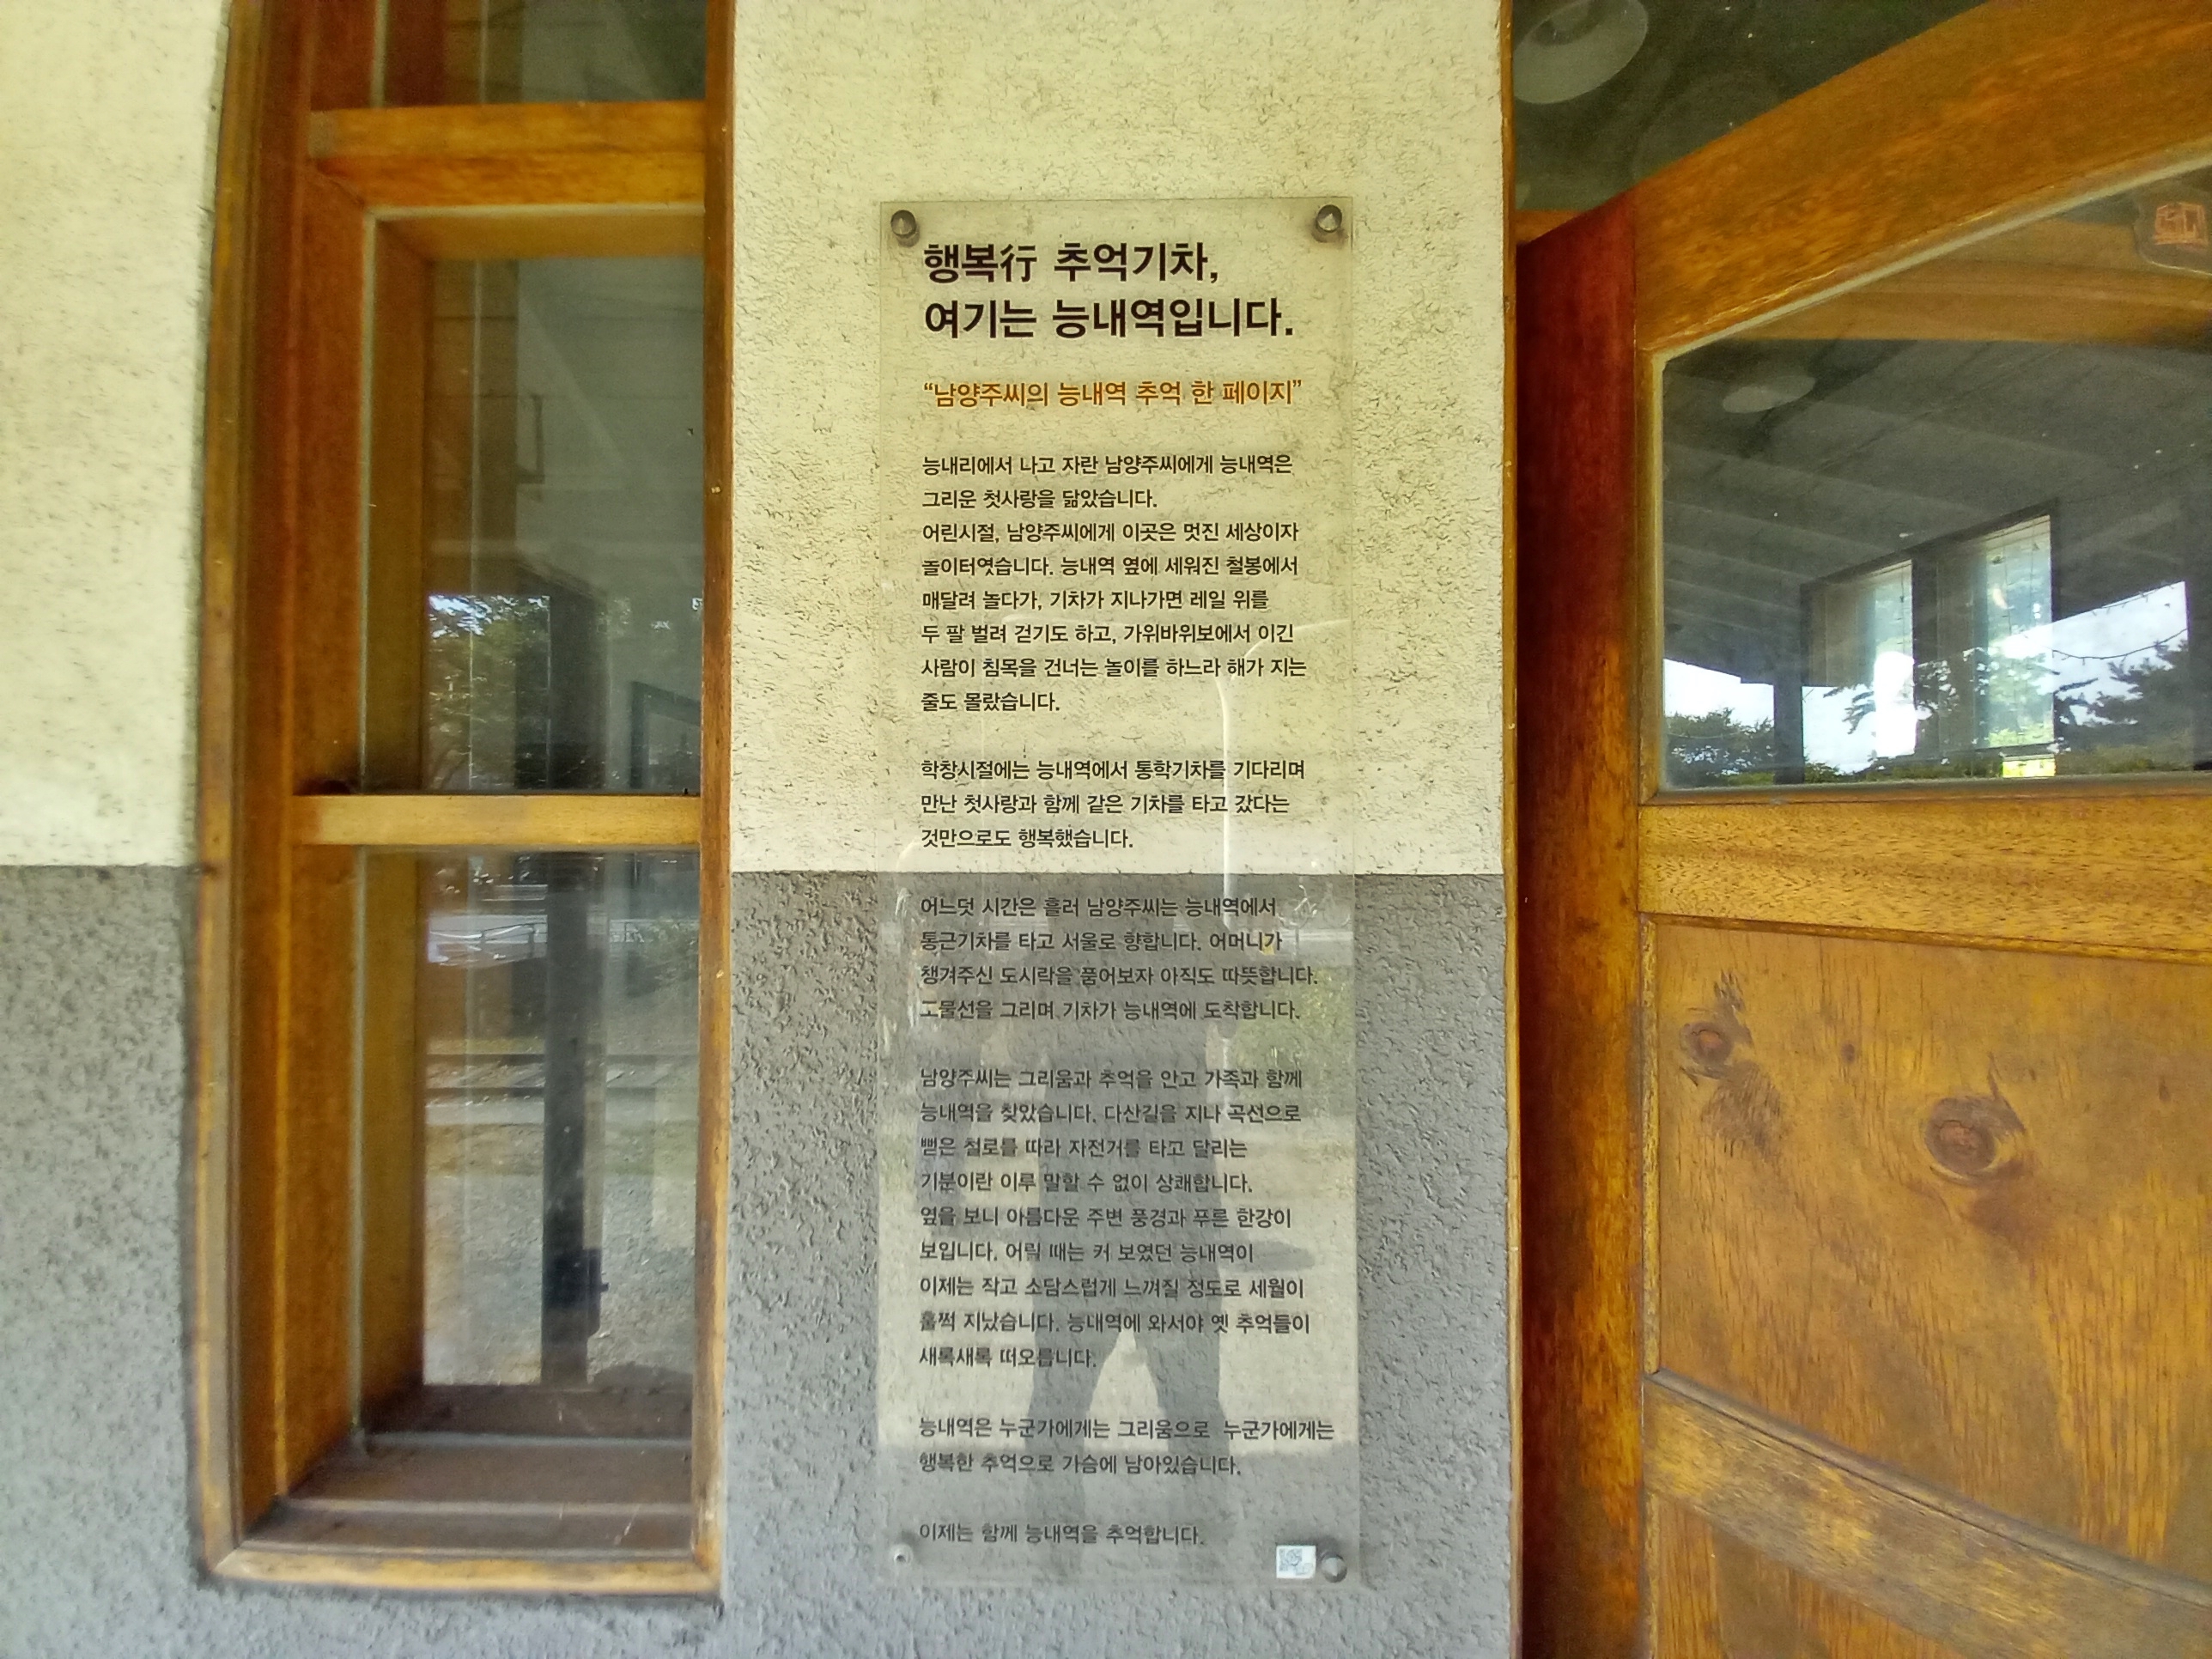 행복行 추억기차,
여기는 능내역입니다.
“남양주씨의 능내역 추억 한 페이지”
능내리에서 나고 자란 남양주씨에게 능내역은
그리운 첫사랑을 닮았습니다.
어린시절, 남양주씨에게 이곳은 멋진 세상이자
놀이터엿습니다. 능내역 옆에 세워진 철봉에서
매달려 놀다가, 기차가 지나가면 레일 위를
두 팔 벌려 걷기도 하고, 가위바위보에서 이긴
사람이 침목을 건너는 놀이를 하느라 해가 지는
줄도 몰랐습니다.
학창시절에는 능내역에서 통학기차를 기다리며
만난 첫사랑과 함께 같은 기차를 타고 갔다는
것만으로도 행복했습니다.
어느덧 시간은 흘러 남양주씨는 능내역에서
통근기차를 타고 서울로 향합니다. 어머니가
챙겨주신 도시락을 품어보자 아직도 따뜻합니다.
그리며 기차가 능내역에 도착합니다.
남양주씨는 그리움과 추억을 안고 가족과 함께
능내역을 찾았습니다. 다산길을 지나 곡선으로
뻗은 철로를 따라 자전거를 타고 달리는
기분이란 이루 말할 수 없이 상쾌합니다.
옆을 보니 아름다운 주변 풍경과 푸른 한강이
보입니다. 어릴 때는 커 보였던 능내역이
이제는 작고 소담스럽게 느껴질 정도로 세월이
훌쩍 지났습니다. 능내역에 와서야 옛 추억들이
새록새록 떠오릅니다.
능내역은 누군가에게는 그리움으로 누군가에게는
행복한 추억으로 가슴에 남아있습니다.
이제는 함께 능내역을 추억합니다.